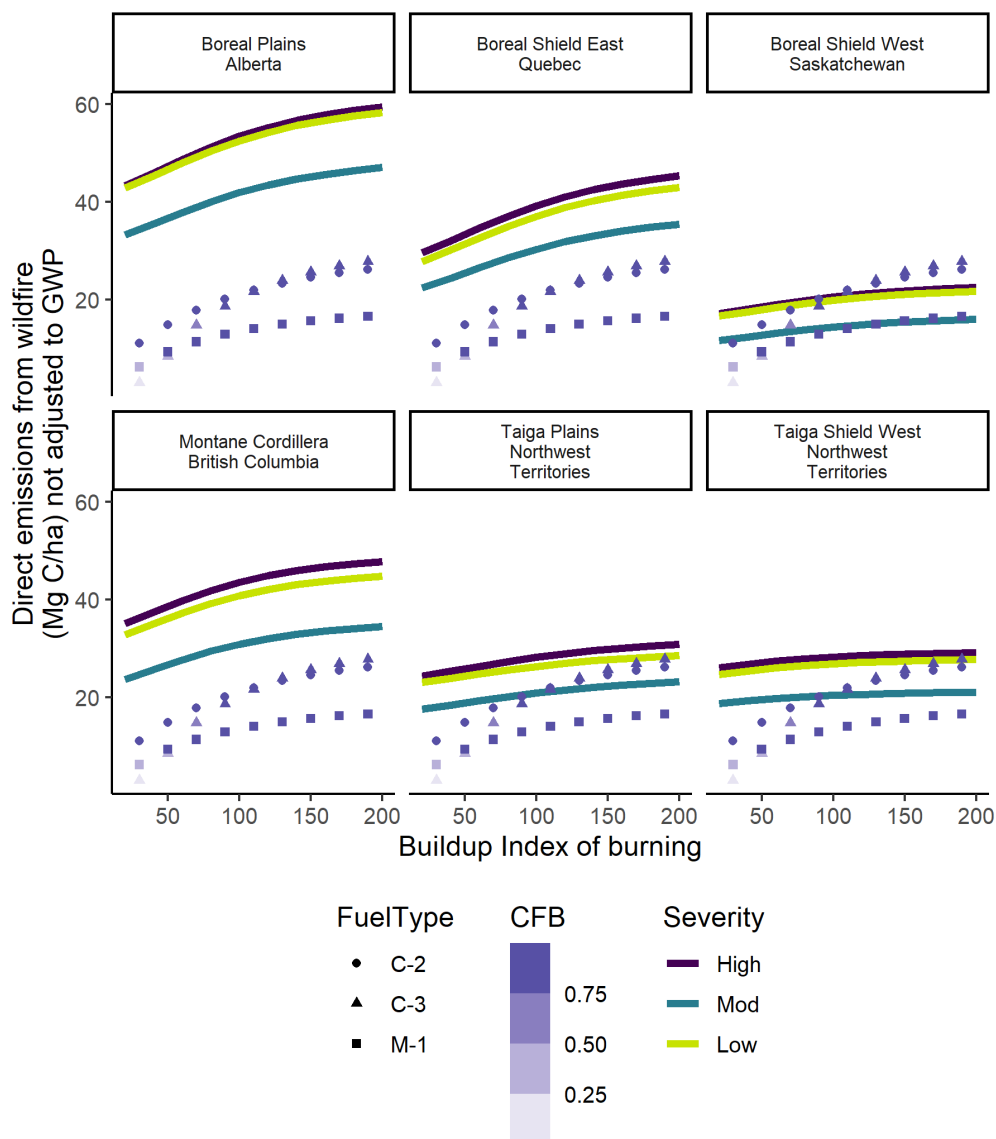 Boreal Plains
Alberta
Boreal Shield East
Quebec
Boreal Shield West
Saskatchewan
60
40
20
Montane Cordillera
British Columbia
Taiga Plains
Northwest
Territories
Taiga Shield West
Northwest
Territories
60
40
20
Direct emissions from wildfire
(Mg C/ha) not adjusted to GWP
50 100 150 200
50 100 150 200
50 100 150 200
Buildup Index of burning
FuelType
C-2
C-3
M-1
CFB
0.75
0.50
0.25
Severity
High
Mod
Low